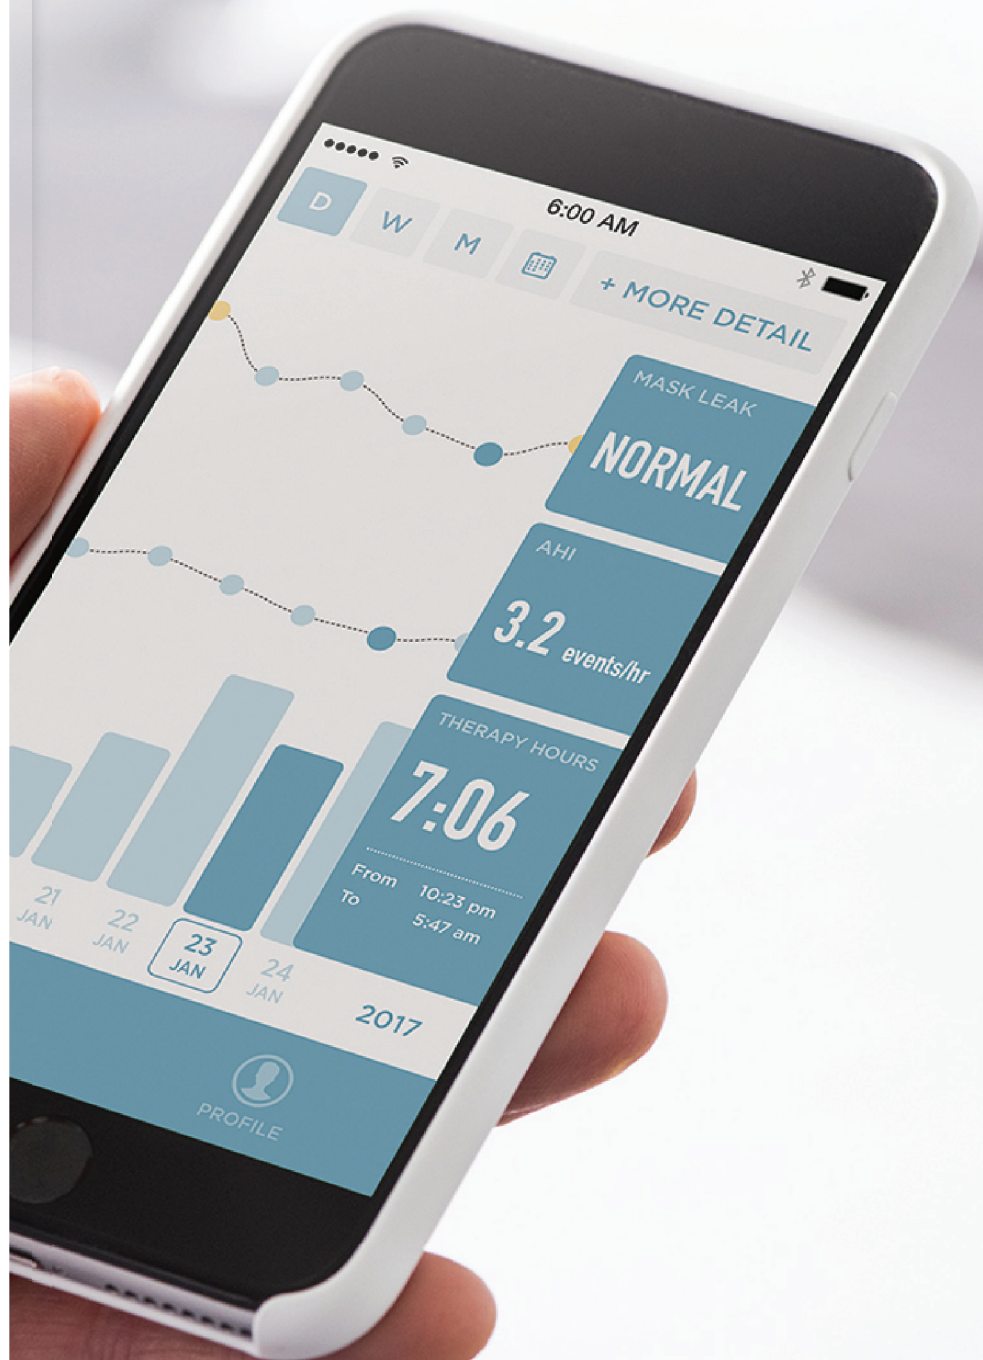 6:00 AM
D
W
M
+ MORE DETAIL
MASK LEAK
NORMAL
AHI
3.2 events/hr
THERAPY HOURS
7:06
From 10:23 pm
To 5:47 am
21
JAN
22
JAN
23
JAN
24
JAN
2017
PROFILE